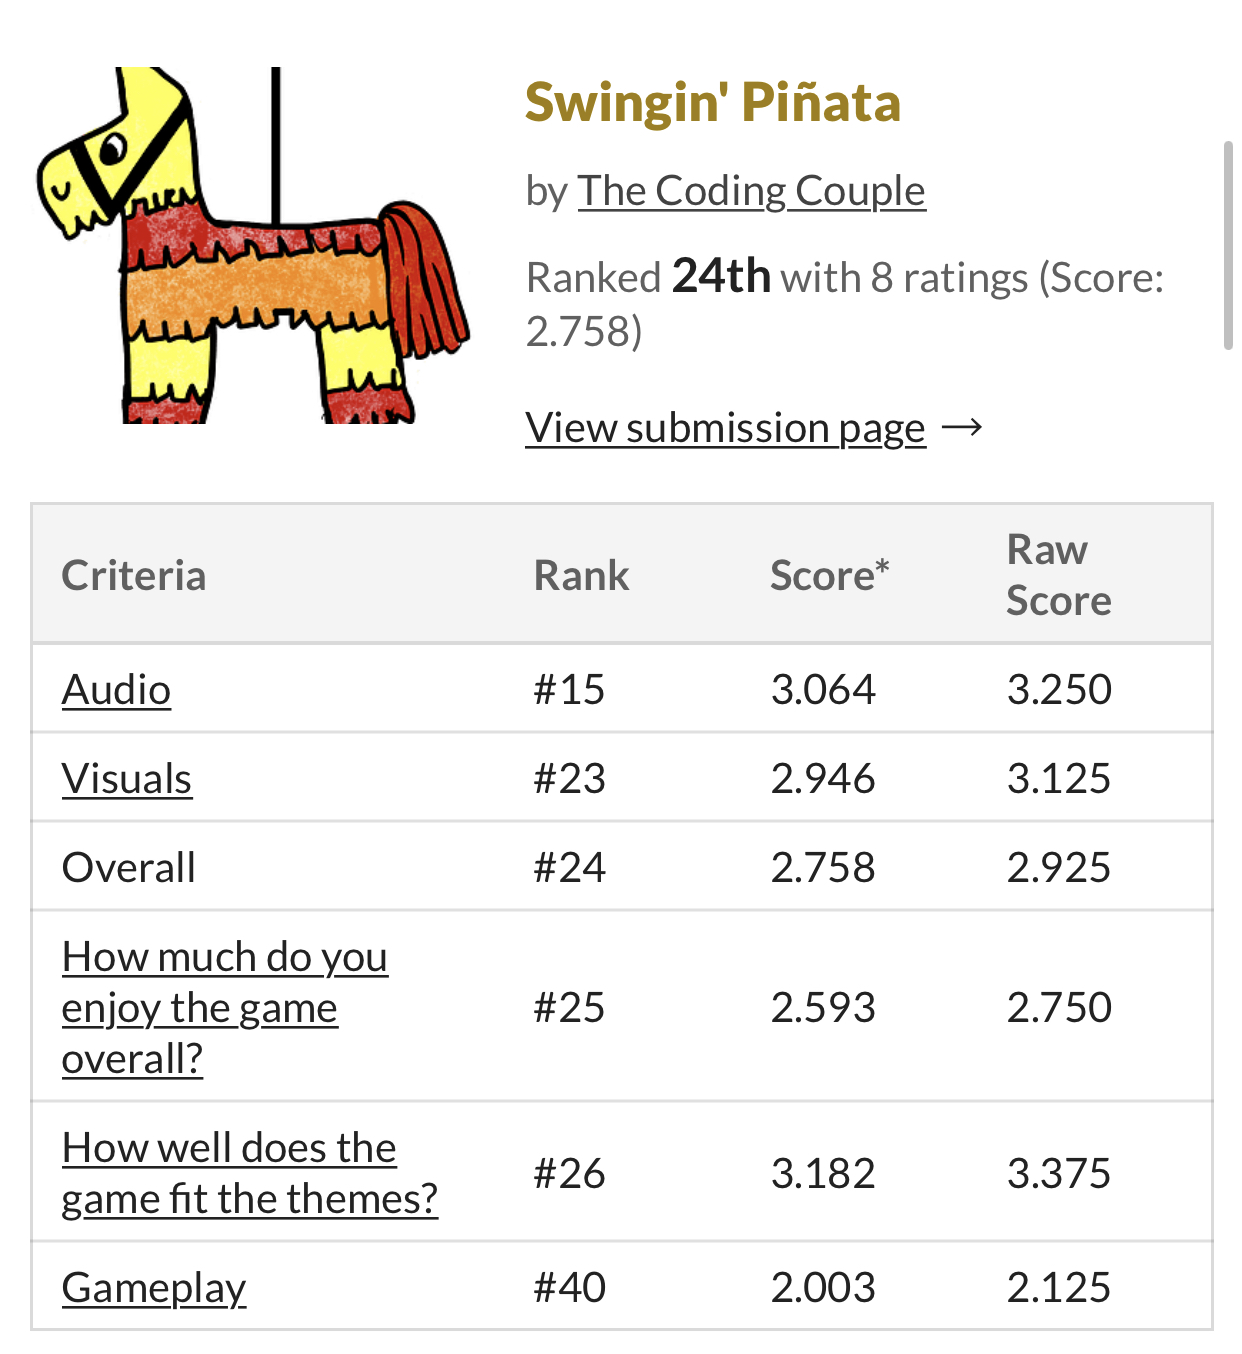 Swingin' Piñata
by The Coding Couple
Ranked 24th with 8 ratings (Score:
2.758)
View submission page →
Criteria Rank Score* Raw Score
Audio #15 3.064 3.250
Visuals #23 2.946 3.125
Overall #24 2.758 2.925
How much do you
enjoy the game #25 2.593 2.750
overall?
How well does the
game fit the themes? #26 3.182 3.375
Gameplay #40 2.003 2.125